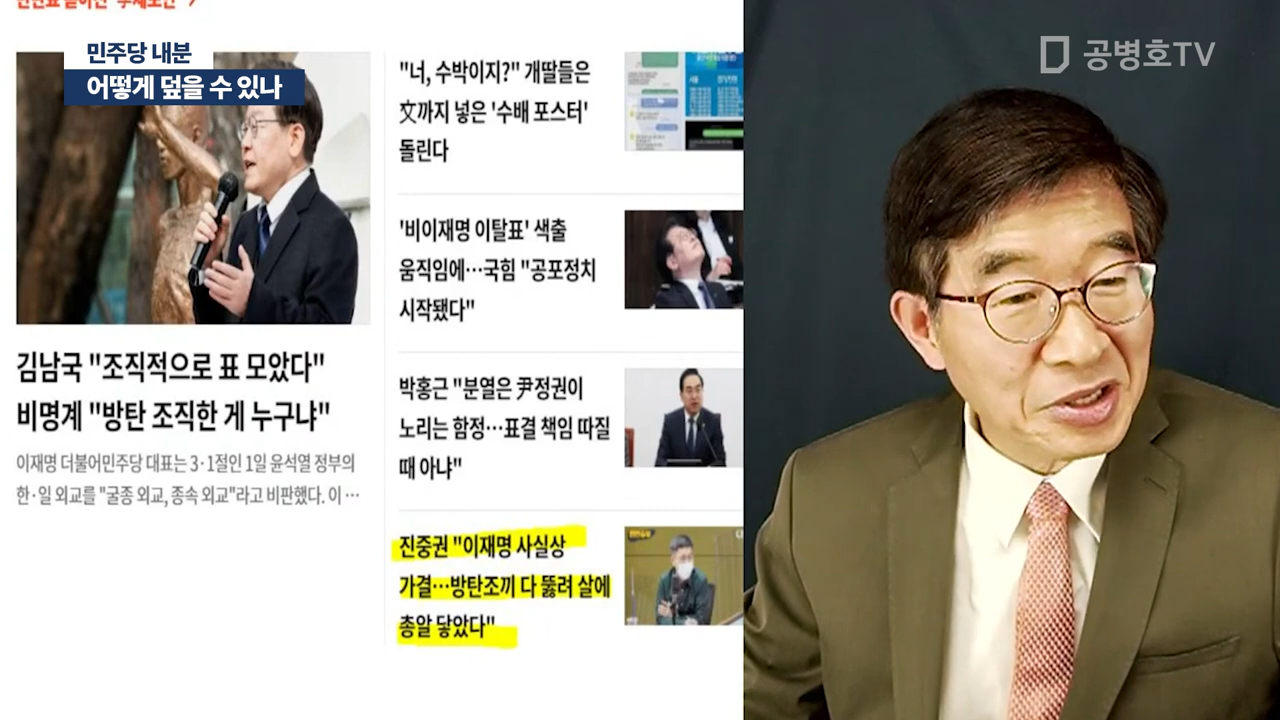 민주당 내분
어떻게 덮을 수 있나
공병호TV
김남국 "조직적으로 표 모았다"
비명계 "방탄 조직한 게 누구냐"
이재명 더불어민주당 대표는 3·1절인 1일 윤석열 정부의
한·일 외교를 "굴종 외교, 종속 외교"라고 비판했다. 이 …
"너, 수박이지?" 개딸들은
文까지 넣은 '수배 포스터'
돌린다
'비이재명 이탈표' 색출
움직임에…국힘 "공포정치
시작됐다"
박홍근 "분열은 尹정권이
노리는 함정…표결 책임 따질
때 아냐"
진중권 "이재명 사실상
가결…방탄조끼 다 뚫려 살에
총알 닿았다"